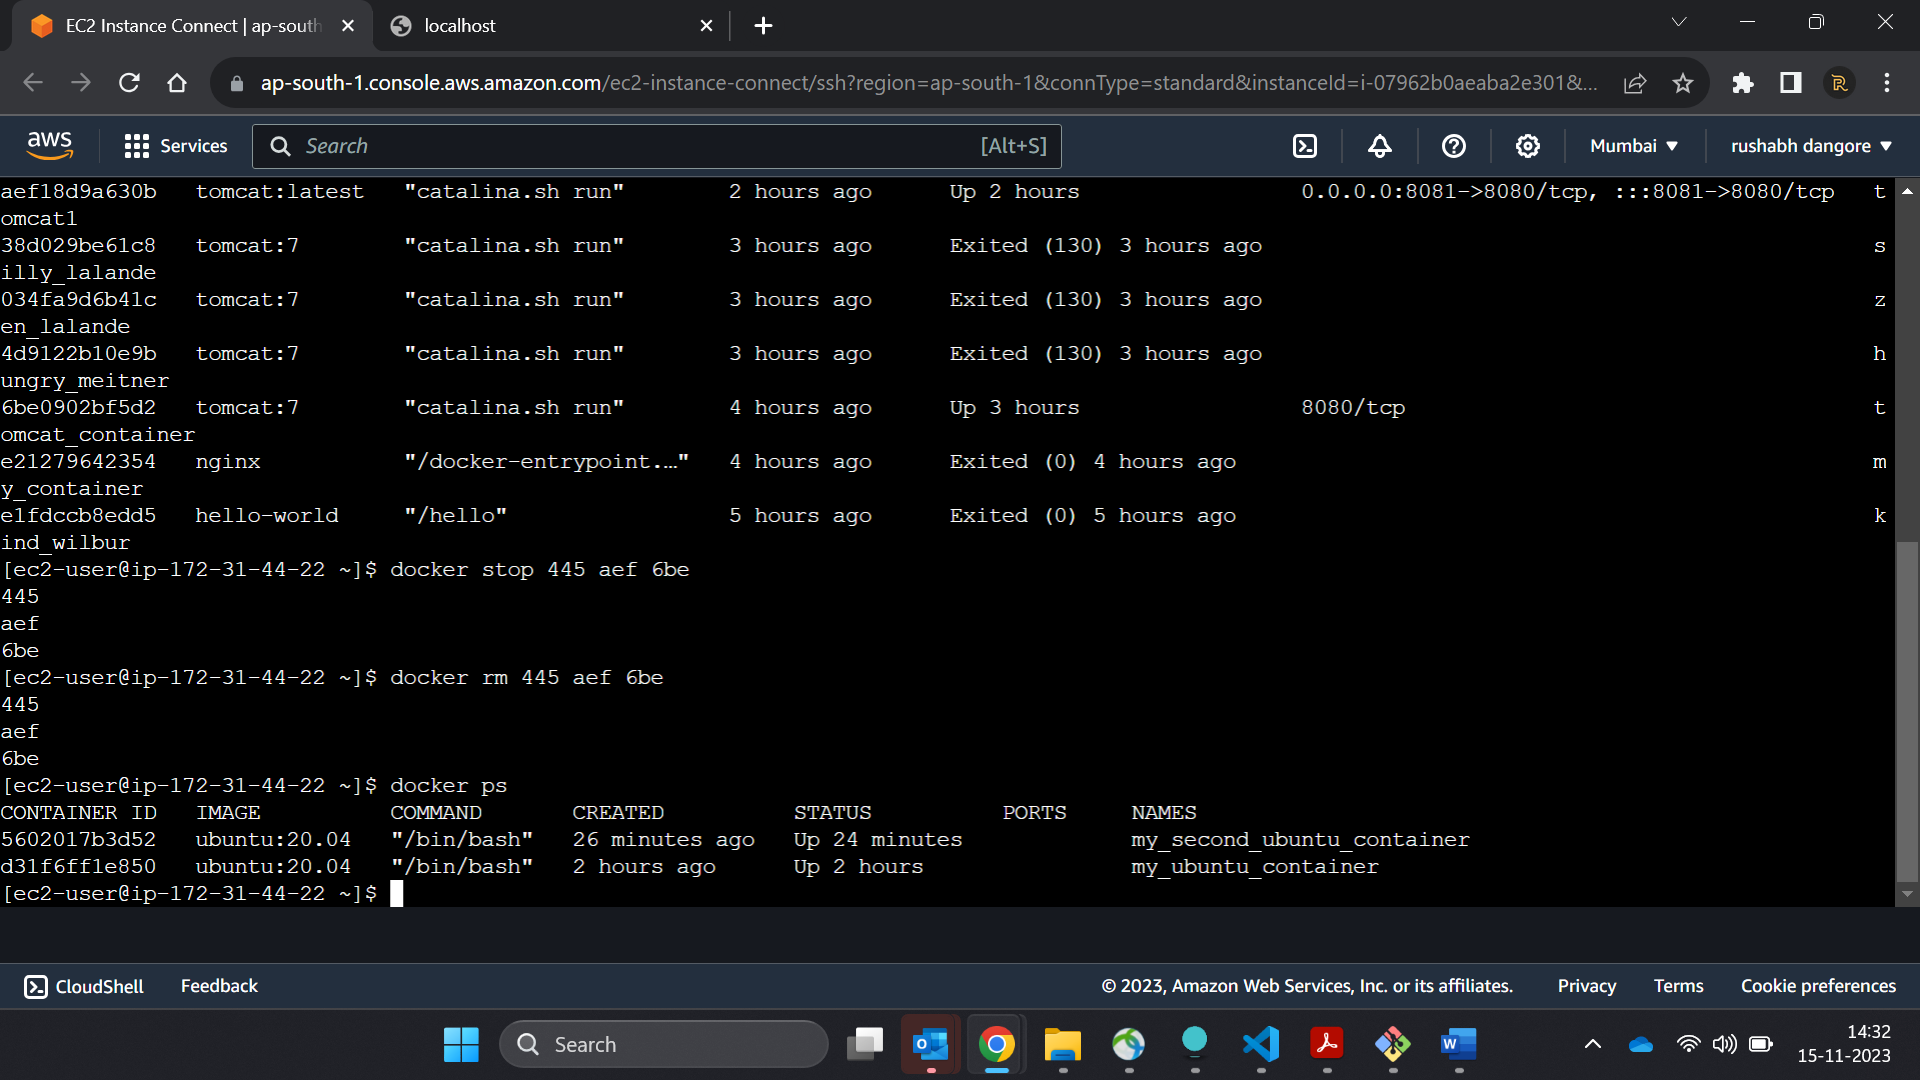 EC2 Instance Connect | ap-south
localhost
ap-south-1.console.aws.amazon.com/ec2-instance-connect/ssh?region=ap-south-1&connType=standard&instanceId=i-07962b0aeaba2e301&...
aws Services Search [Alt+S] Mumbai ▼ rushabh dangore ▼
aef18d9a630b tomcat:latest "catalina.sh run" 2 hours ago Up 2 hours 0.0.0.0:8081->8080/tcp, :::8081->8080/tcp t
omcat1
38d029be61c8 tomcat:7 "catalina.sh run" 3 hours ago Exited (130) 3 hours ago s
illy_lalande
034fa9d6b41c tomcat:7 "catalina.sh run" 3 hours ago Exited (130) 3 hours ago z
en_lalande
4d9122b10e9b tomcat:7 "catalina.sh run" 3 hours ago Exited (130) 3 hours ago h
ungry_meitner
6be0902bf5d2 tomcat:7 "catalina.sh run" 4 hours ago Up 3 hours 8080/tcp t
omcat_container
e21279642354 nginx "/docker-entrypoint.…" 4 hours ago Exited (0) 4 hours ago m
y_container
e1fdccb8edd5 hello-world "/hello" 5 hours ago Exited (0) 5 hours ago k
ind_wilbur
[ec2-user@ip-172-31-44-22 ~]$ docker stop 445 aef 6be
445
aef
6be
[ec2-user@ip-172-31-44-22 ~]$ docker rm 445 aef 6be
445
aef
6be
[ec2-user@ip-172-31-44-22 ~]$ docker ps
CONTAINER ID IMAGE COMMAND CREATED STATUS PORTS NAMES
5602017b3d52 ubuntu:20.04 "/bin/bash" 26 minutes ago Up 24 minutes my_second_ubuntu_container
d31f6ff1e850 ubuntu:20.04 "/bin/bash" 2 hours ago Up 2 hours my_ubuntu_container
[ec2-user@ip-172-31-44-22 ~]$
CloudShell Feedback © 2023, Amazon Web Services, Inc. or its affiliates. Privacy Terms Cookie preferences
Search
14:32
15-11-2023